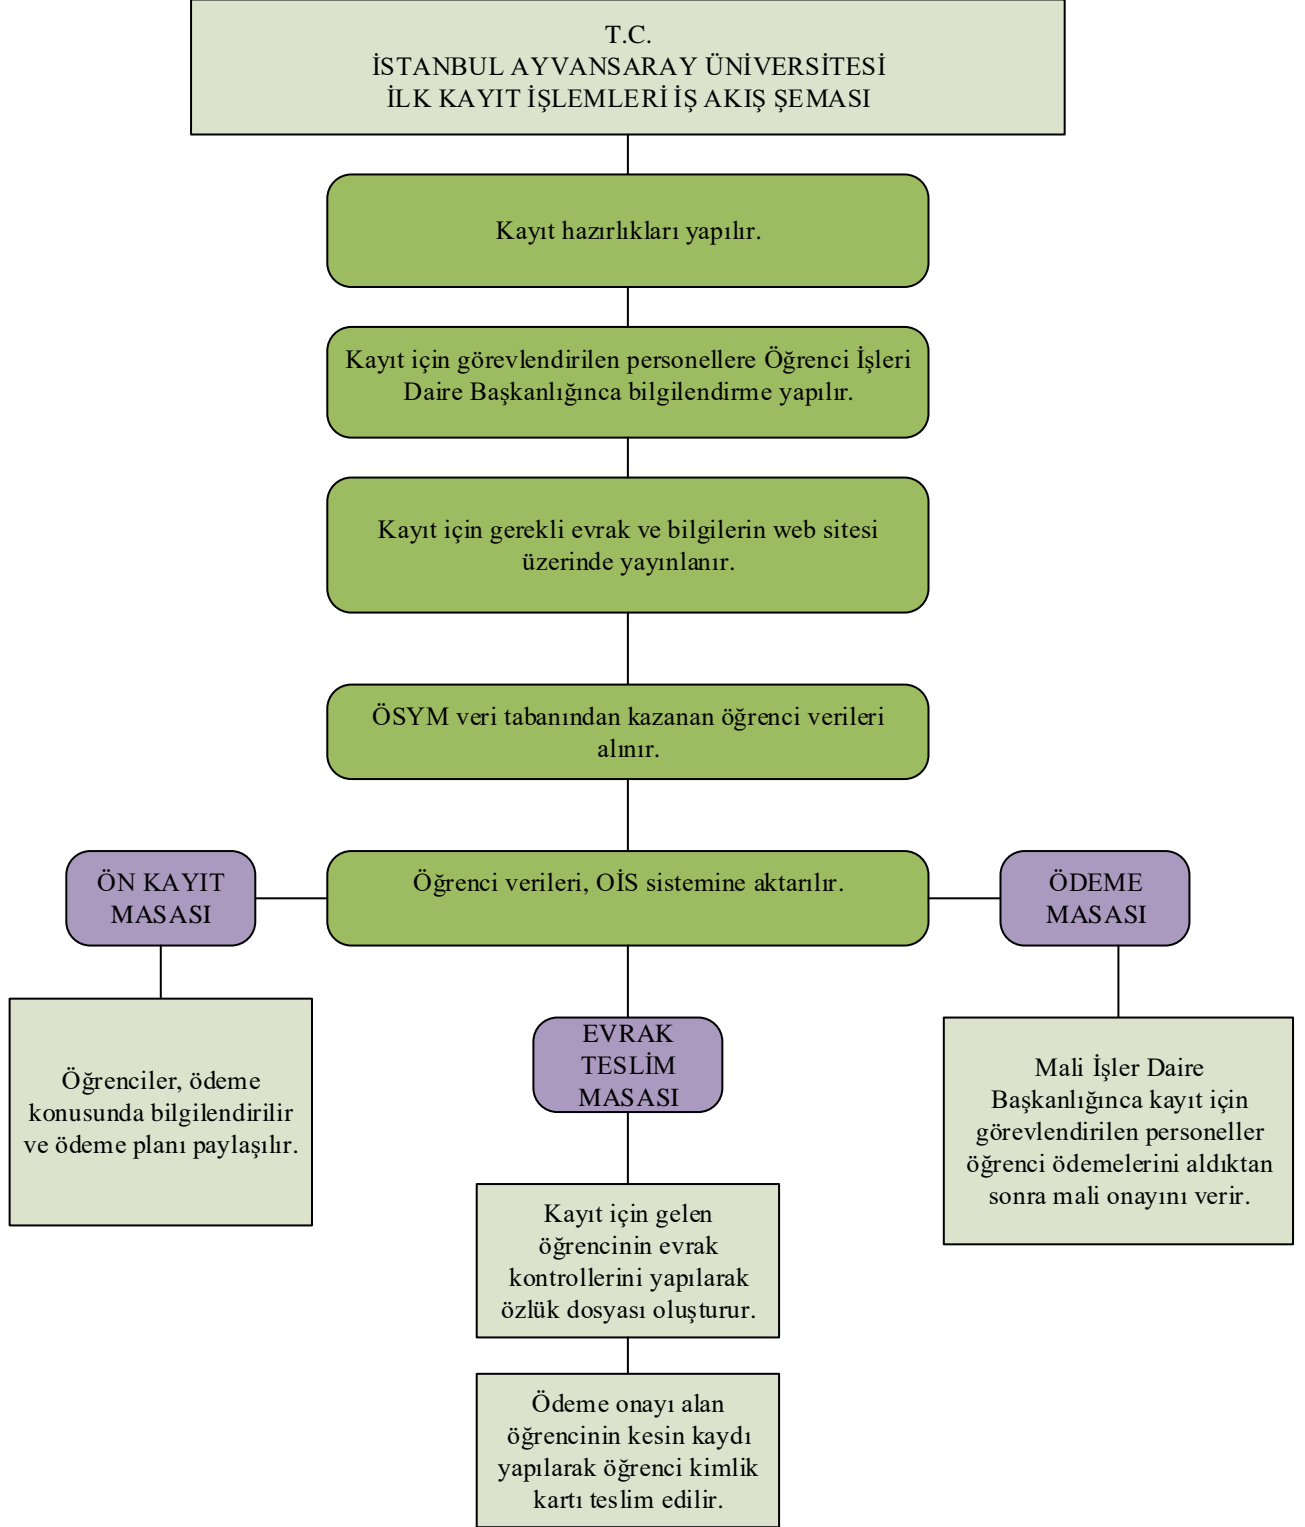 T.C.
İSTANBUL AYVANSARAY ÜNİVERSİTESİ
İLK KAYIT İŞLEMLERİ İŞ AKIŞ ŞEMASI
Kayıt hazırlıkları yapılır.
Kayıt için görevlendirilen personellere Öğrenci İşleri
Daire Başkanlığınca bilgilendirme yapılır.
Kayıt için gerekli evrak ve bilgilerin web sitesi
üzerinde yayınlanır.
ÖSYM veri tabanından kazanan öğrenci verileri
alınır.
ÖN KAYIT
MASASI
Öğrenci verileri, OİS sistemine aktarılır.
ÖDEME
MASASI
Öğrenciler, ödeme
konusunda bilgilendirilir
ve ödeme planı paylaşılır.
EVRAK
TESLİM
MASASI
Mali İşler Daire
Başkanlığınca kayıt için
görevlendirilen personeller
öğrenci ödemelerini aldıktan
sonra mali onayını verir.
Kayıt için gelen
öğrencinin evrak
kontrollerini yapılarak
özlük dosyası oluşturur.
Ödeme onayı alan
öğrencinin kesin kaydı
yapılarak öğrenci kimlik
kartı teslim edilir.